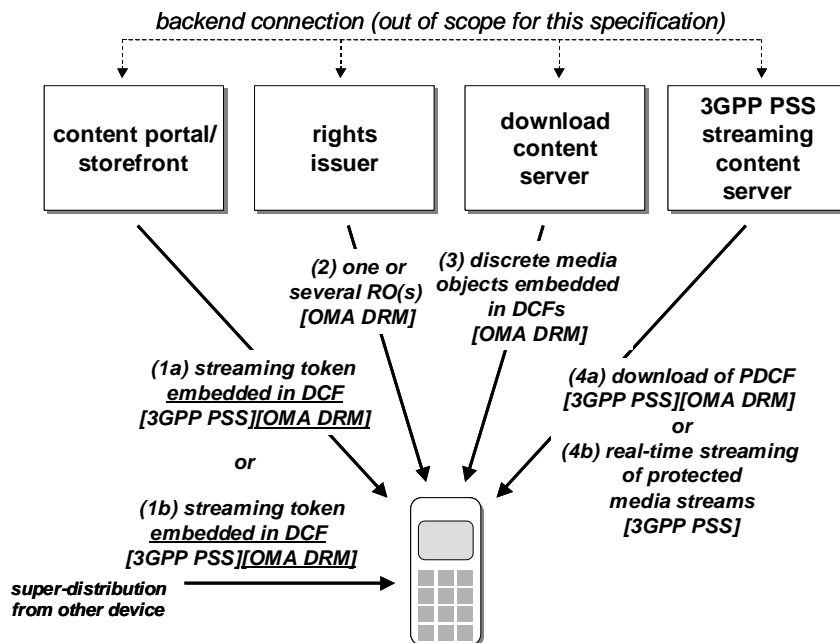 backend connection (out of scope for this specification)
content portal/
storefront
rights
issuer
download
content
server
3GPP PSS
streaming
content
server
(2) one or
several RO(s)
[OMA DRM]
(3) discrete media
objects embedded
in DCFs
[OMA DRM]
(1a) streaming token
embedded in DCF
[3GPP PSS][OMA DRM]
or
(1b) streaming token
embedded in DCF
[3GPP PSS][OMA DRM]
(4a) download of PDCF
[3GPP PSS][OMA DRM]
or
(4b) real-time streaming
of protected
media streams
[3GPP PSS]
super-distribution
from other device